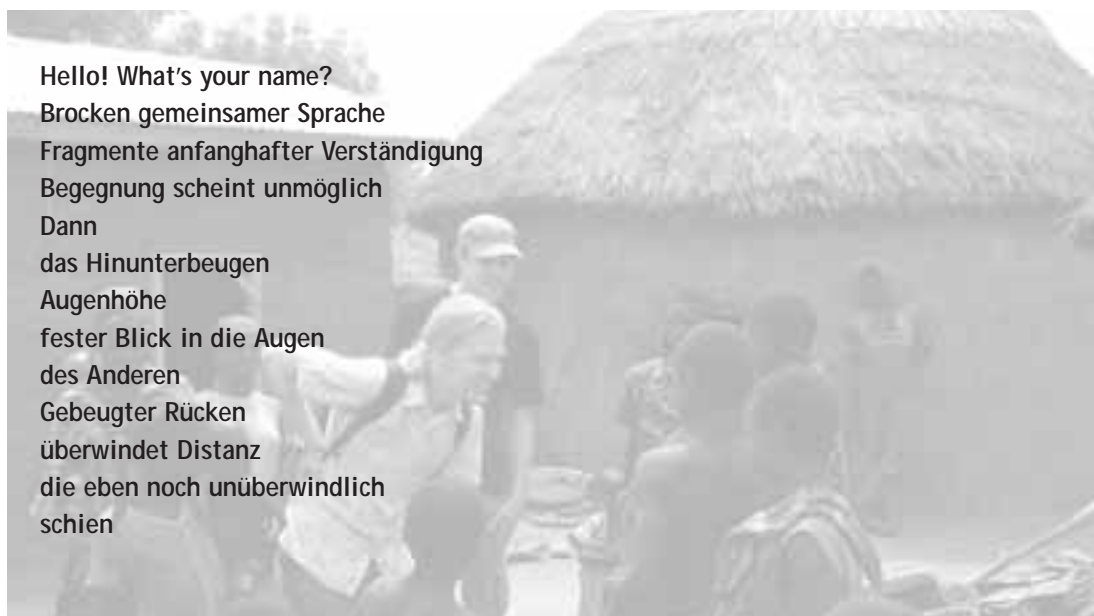 Hello! What's your name?
Brocken gemeinsamer Sprache
Fragmente anfanghafter Verständigung
Begegnung scheint unmöglich
Dann
das Hinunterbeugen
Augenhöhe
fester Blick in die Augen
des Anderen
Gebeugter Rücken
überwindet Distanz
die eben noch unüberwindlich
schien